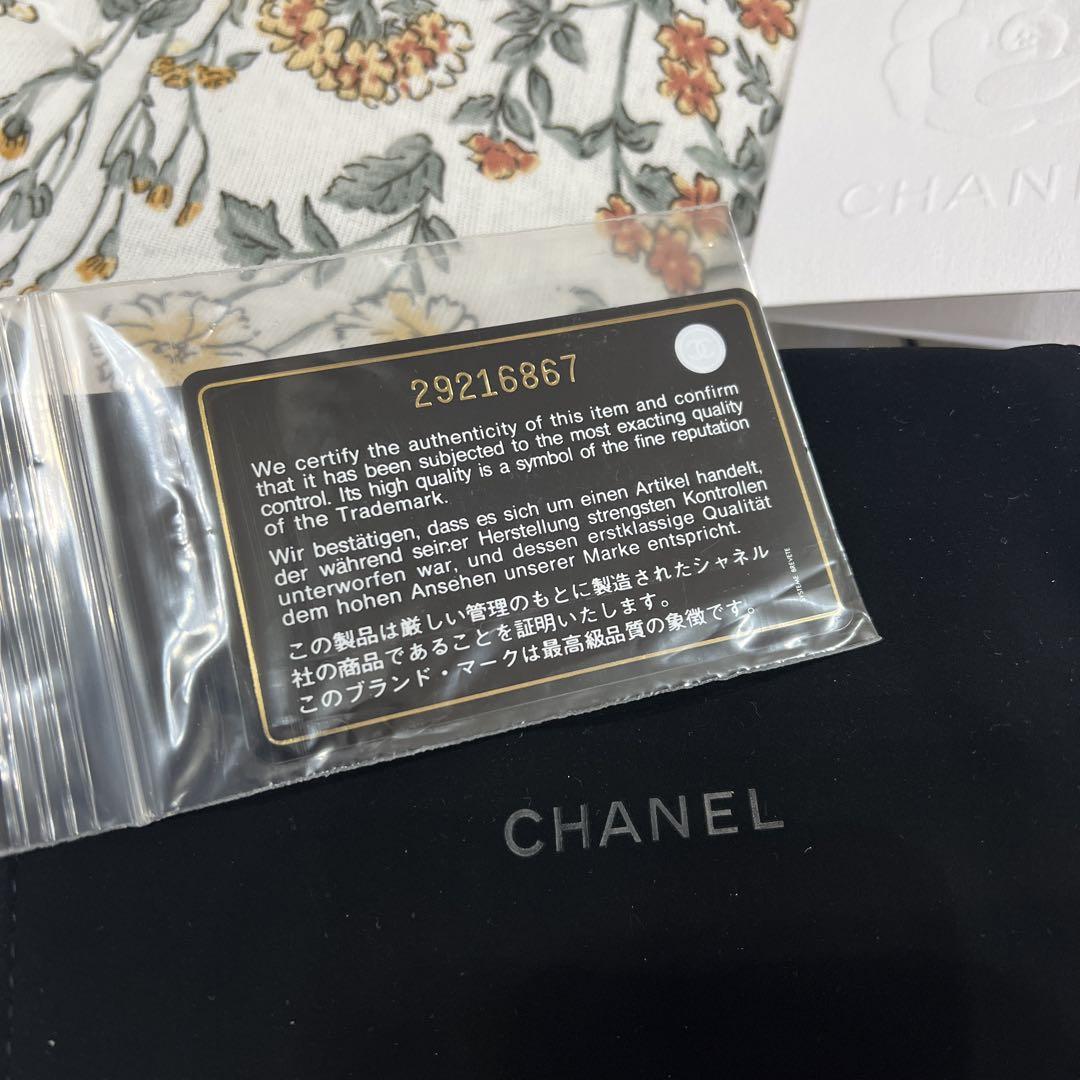 CHAN
29216867
We certify the authenticity of this item and confirm
that it has been subjected to the most exacting quality
control. Its high quality is a symbol of the fine reputation
of the Trademark.
Wir bestätigen, dass es sich um einen Artikel handelt,
der während seiner Herstellung strengsten Kontrollen
unterworfen war, und dessen erstklassige Qualität
dem hohen Ansehen unserer Marke entspricht.
この製品は厳しい管理のもとに製造されたシャネル
社の商品であることを証明いたします。
このブランド・マークは最高級品質の象徴です。
SYSTEME BREVETE
CHANEL